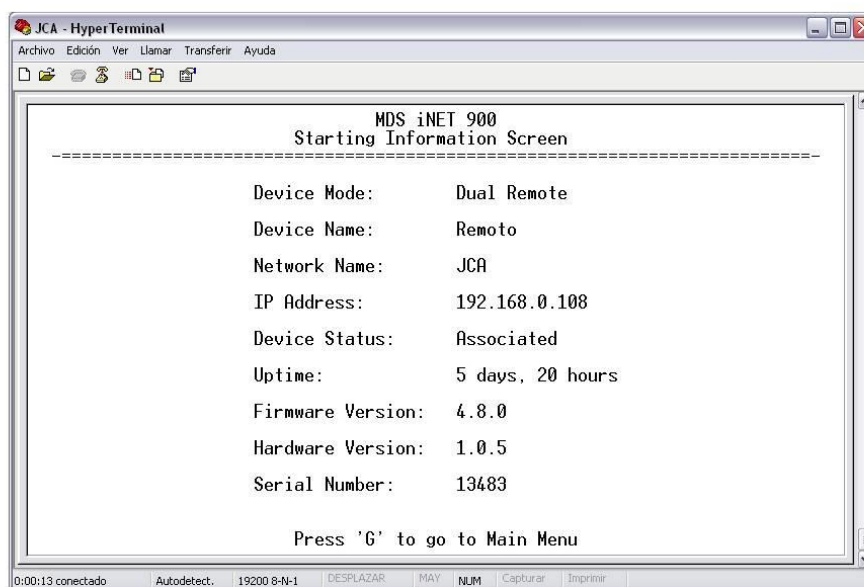 JCA - HyperTerminal
Archivo Edición Ver Llamar Transferir Ayuda
MDS iNET 900
Starting Information Screen
-==========================================================================-
Device Mode: Dual Remote
Device Name: Remoto
Network Name: JCA
IP Address: 192.168.0.108
Device Status: Associated
Uptime: 5 days, 20 hours
Firmware Version: 4.8.0
Hardware Version: 1.0.5
Serial Number: 13483
Press 'G' to go to Main Menu
0:00:13 conectado Autodetect. 19200 8-N-1 DESPLAZAR MAY NUM Capturar Imprimir